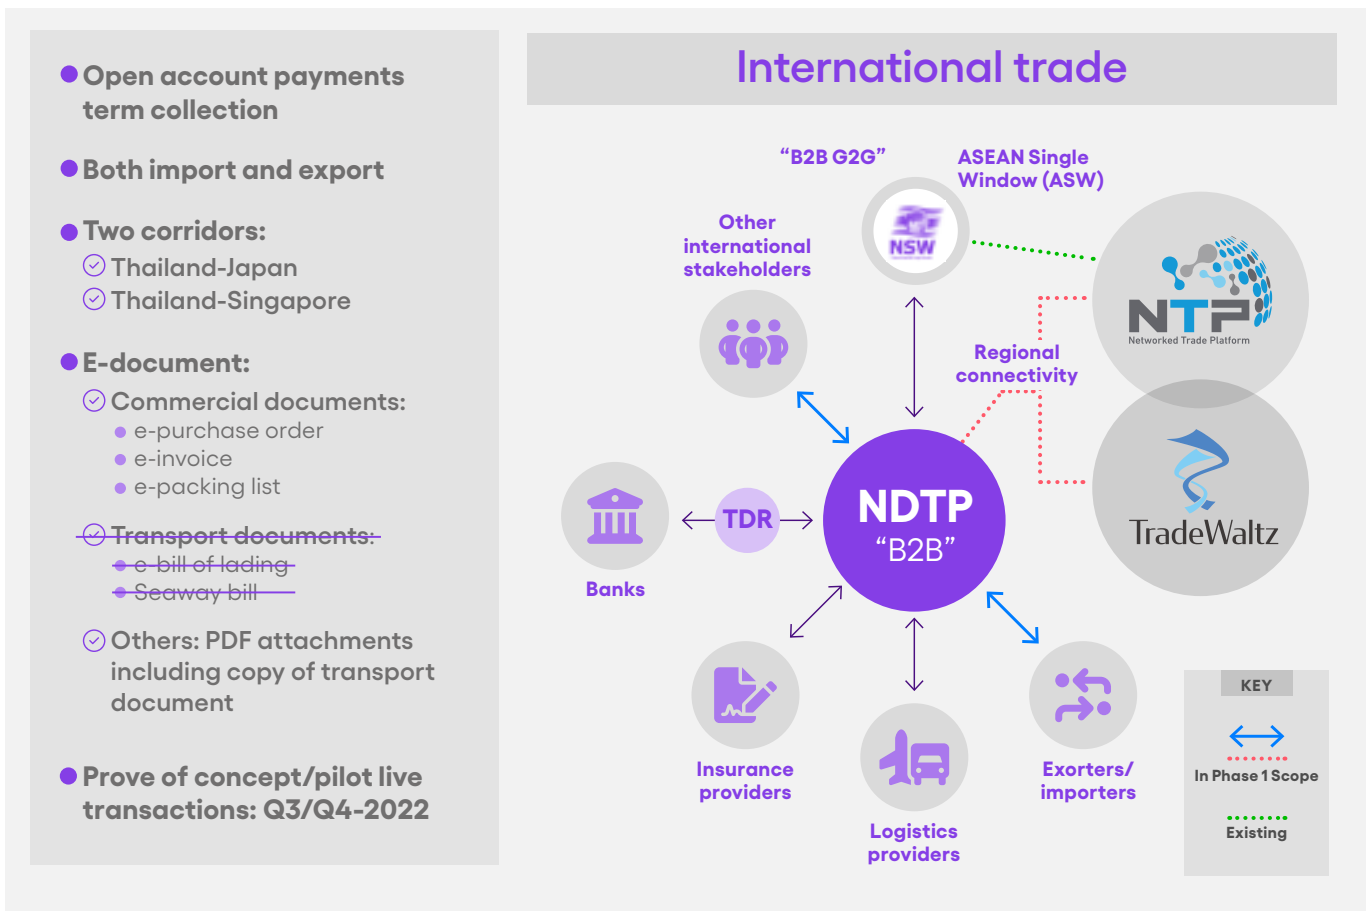 Open account payments
term collection
Both import and export
Two corridors:
Thailand-Japan
Thailand-Singapore
E-document:
Commercial documents:
e-purchase order
e-invoice
e-packing list
Transport documents:
e-bill of lading
Seaway bill
Others: PDF attachments
including copy of transport
document
Prove of concept/pilot live
transactions: Q3/Q4-2022
International trade
“B2B G2G”
ASEAN Single
Window (ASW)
NSW
Other
international
stakeholders
NTP
Networked Trade Platform
Regional
connectivity
TradeWaltz
NDTP
“B2B”
TDR
Banks
Insurance
providers
Logistics
providers
Exorters/
importers
KEY
In Phase 1 Scope
Existing